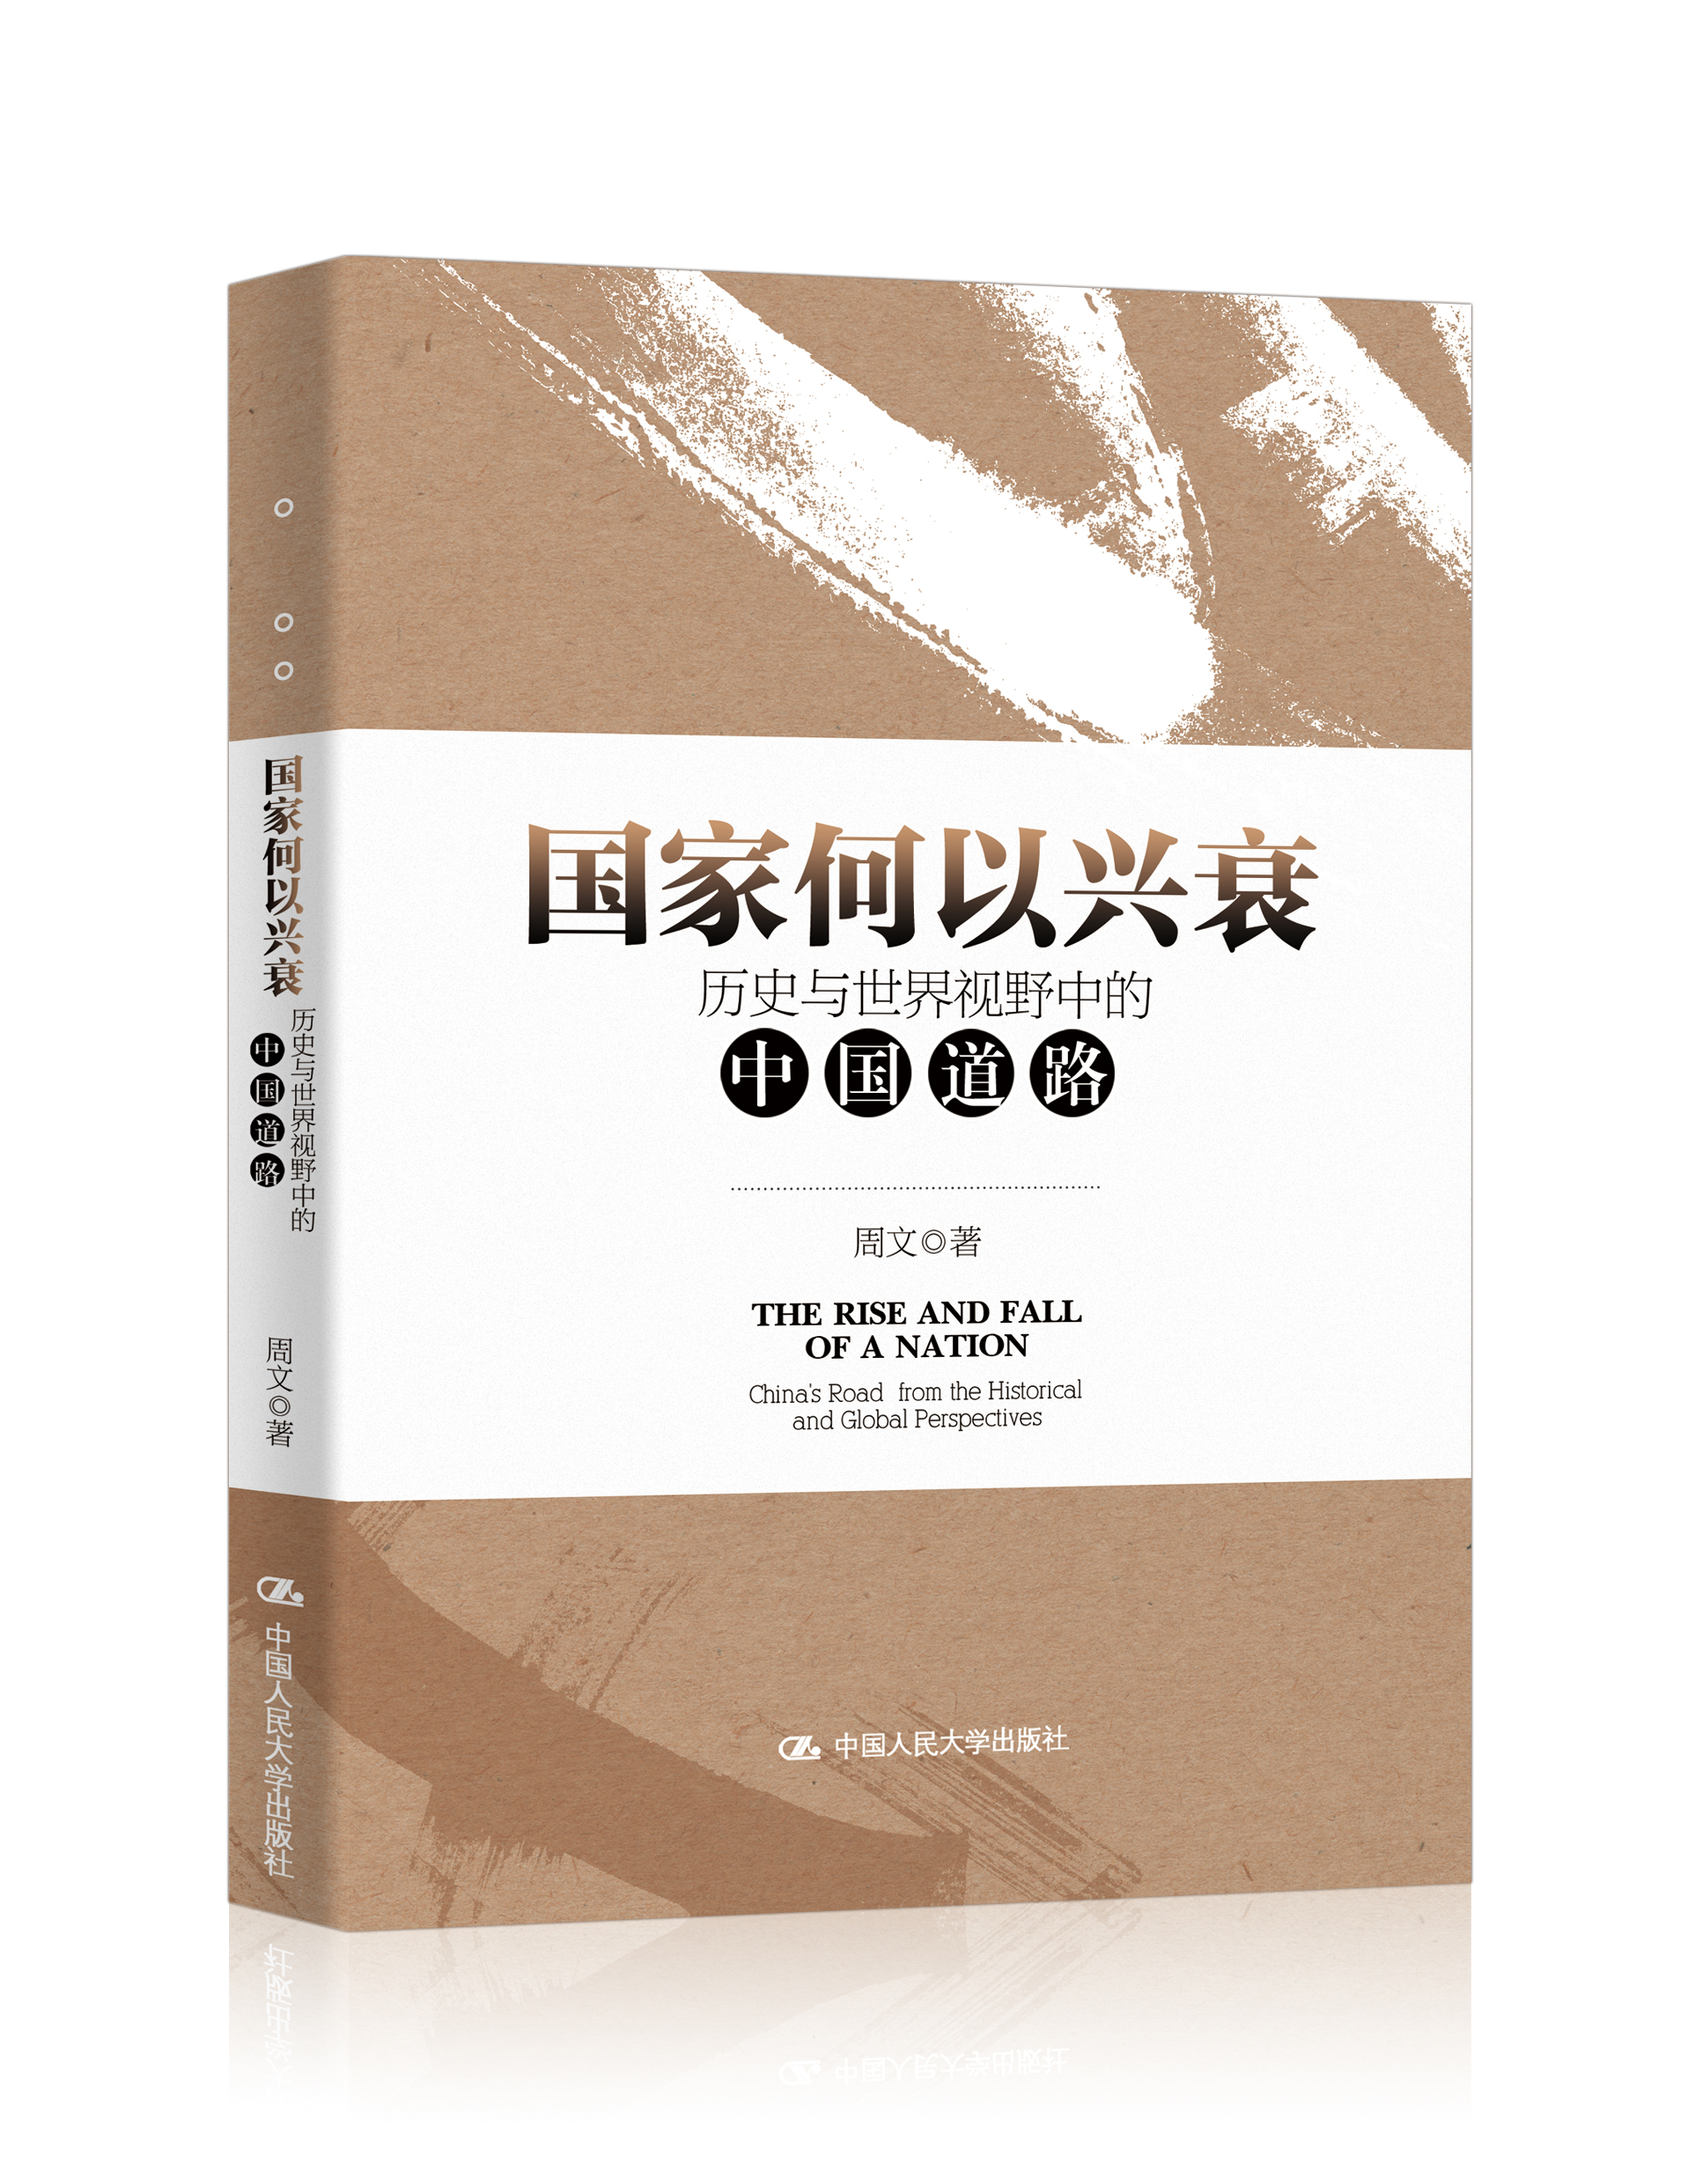 国家何以兴衰
历史与世界视野中的
中国道路
周文◎著
THE RISE AND FALL
OF A NATION
China's Road from the Historical
and Global Perspectives
中国人民大学出版社
国家何以兴衰
历史与世界视野中的
中国道路
周文◎著
中国人民大学出版社